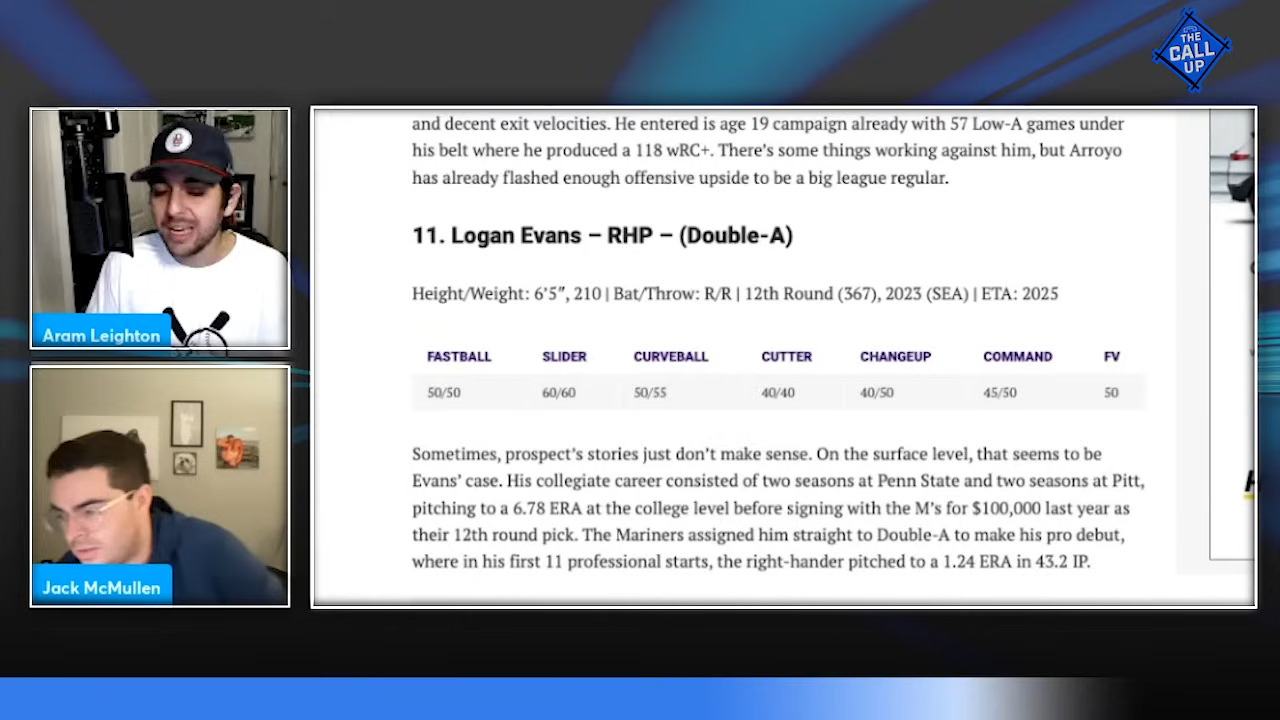 THE
CALL
UP
and decent exit velocities. He entered is age 19 campaign already with 57 Low-A games under
his belt where he produced a 118 wRC+. There's some things working against him, but Arroyo
has already flashed enough offensive upside to be a big league regular.
11. Logan Evans – RHP – (Double-A)
Height/Weight: 6'5″, 210 | Bat/Throw: R/R | 12th Round (367), 2023 (SEA) | ETA: 2025
FASTBALL SLIDER CURVEBALL CUTTER CHANGEUP COMMAND FV
50/50 60/60 50/55 40/40 40/50 45/50 50
Sometimes, prospect's stories just don't make sense. On the surface level, that seems to be
Evans' case. His collegiate career consisted of two seasons at Penn State and two seasons at Pitt,
pitching to a 6.78 ERA at the college level before signing with the M's for $100,000 last year as
their 12th round pick. The Mariners assigned him straight to Double-A to make his pro debut,
where in his first 11 professional starts, the right-hander pitched to a 1.24 ERA in 43.2 IP.
Aram Leighton
Jack McMullen